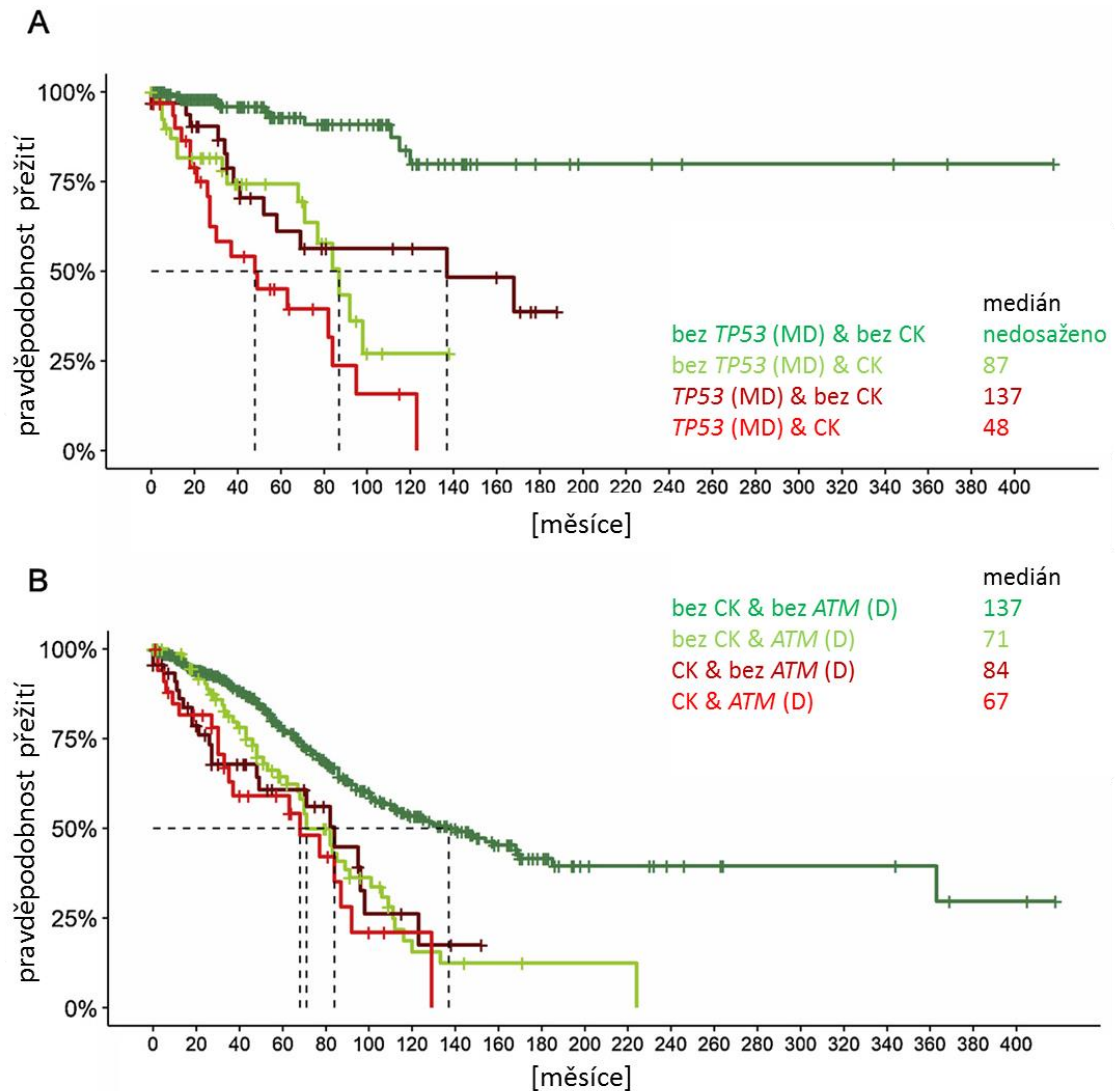 A
100%
75%
50%
25%
0%
pravděpodobnost přežití
medián
bez TP53 (MD) & bez CK nedosaženo
bez TP53 (MD) & CK 87
TP53 (MD) & bez CK 137
TP53 (MD) & CK 48
0 20 40 60 80 100 120 140 160 180 200 220 240 260 280 300 320 340 360 380 400
[měsíce]
B
medián
bez CK & bez ATM (D) 137
bez CK & ATM (D) 71
CK & bez ATM (D) 84
CK & ATM (D) 67
100%
75%
50%
25%
0%
pravděpodobnost přežití
0 20 40 60 80 100 120 140 160 180 200 220 240 260 280 300 320 340 360 380 400
[měsíce]